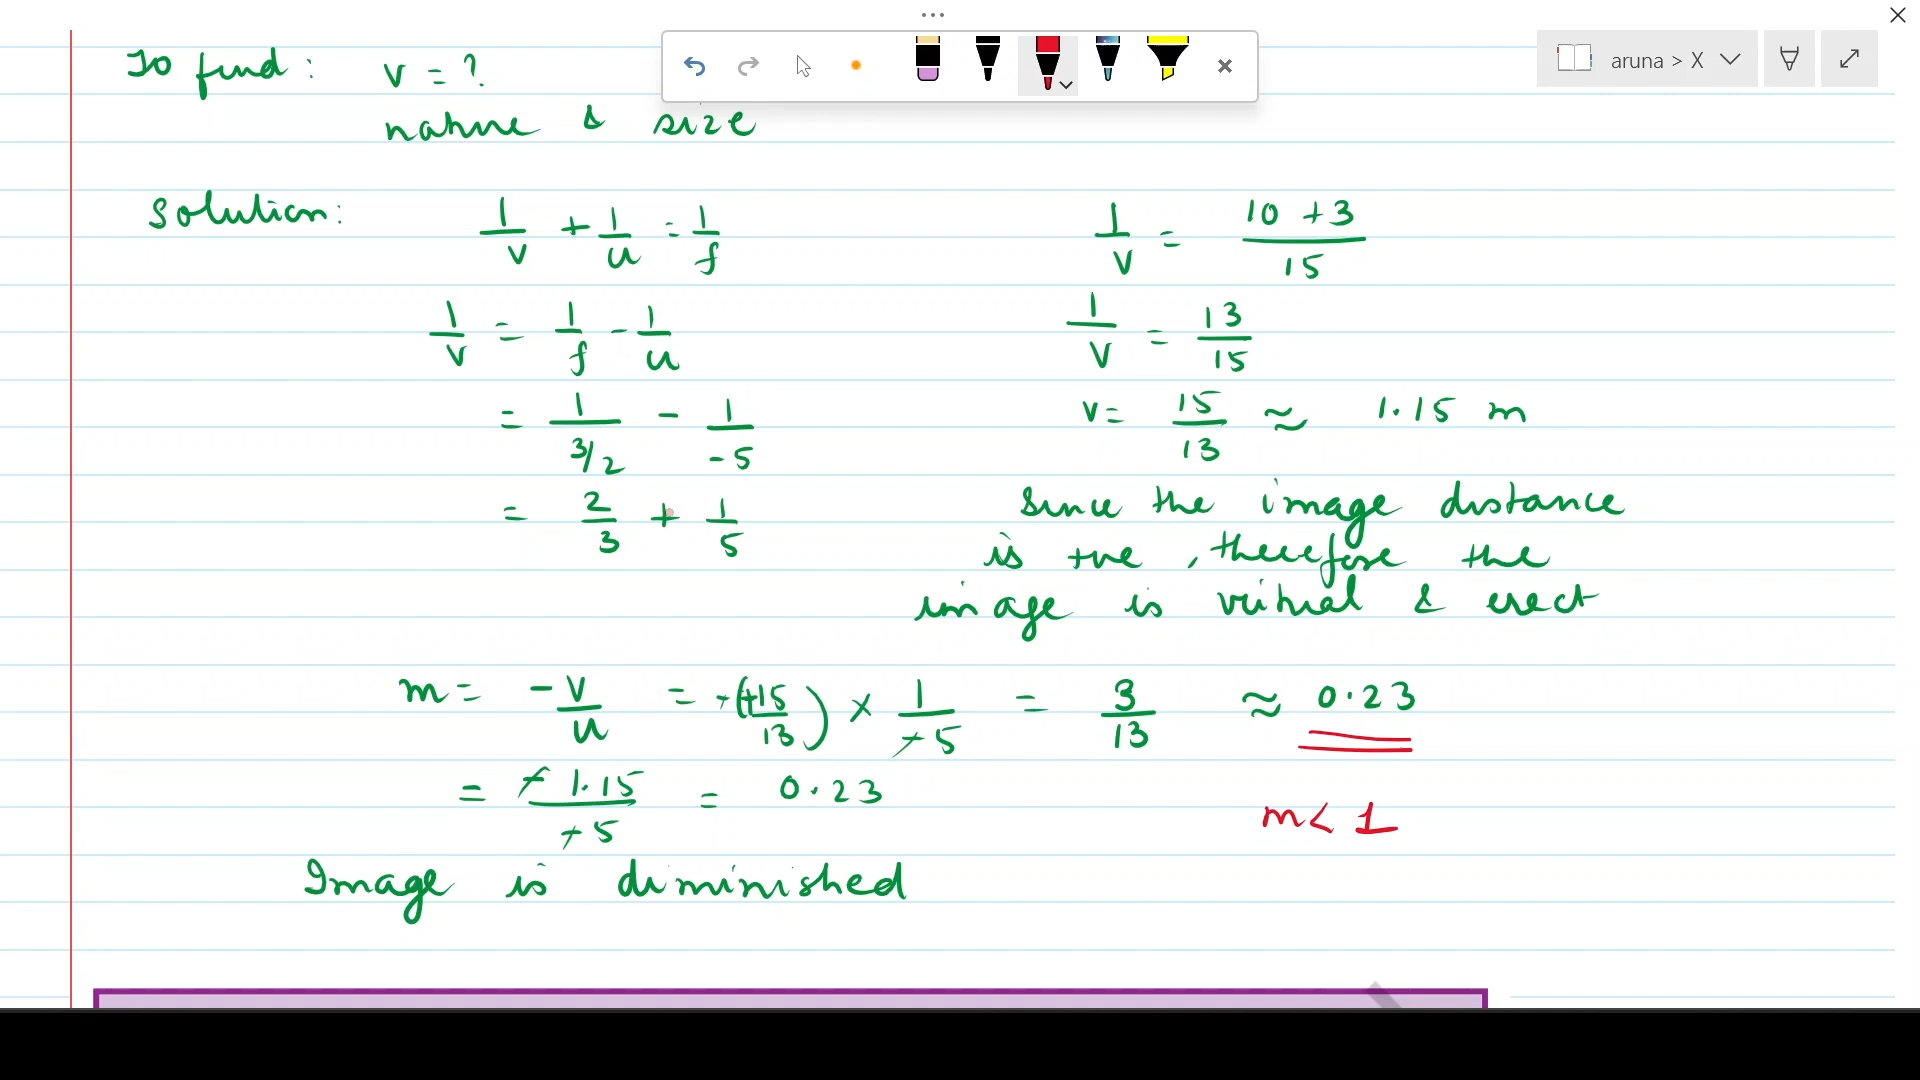 aruna > X
To find : v = ?
nature & size
Solution:
1/v + 1/u = 1/f
1/v = 1/f - 1/u
= 1/(3/2) - 1/-5
= 2/3 + 1/5
1/v = (10 + 3)/15
1/v = 13/15
v = 15/13 ≈ 1.15 m
Since the image distance
is +ve , therefore the
image is virtual & erect
m = -v/u = -(+15/13) × 1/-5 = 3/13 ≈ 0.23
= -1.15/-5 = 0.23
m < 1
Image is diminished